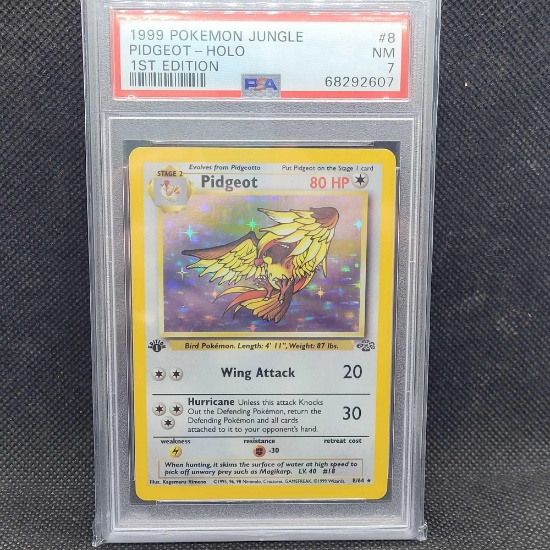 1999 POKEMON JUNGLE #8
PIDGEOT - HOLO NM
1ST EDITION 7
PSA 68292607
STAGE 2 Evolves from Pidgeotto Put Pidgeot on the Stage 1 card
Pidgeot 80 HP
Bird Pokémon. Length: 4' 11", Weight: 87 lbs.
EDITION 1
Wing Attack 20
Hurricane Unless this attack Knocks
Out the Defending Pokémon, return the
Defending Pokémon and all cards
attached to it to your opponent's hand.
30
weakness resistance retreat cost
-30
When hunting, it skims the surface of water at high speed to
pick off unwary prey such as Magikarp. LV. 40 #18
Illus. Kagemaru Himeno ©1995, 96, 98 Nintendo, Creatures, GAMEFREAK. ©1999 Wizards. 8/64 ★